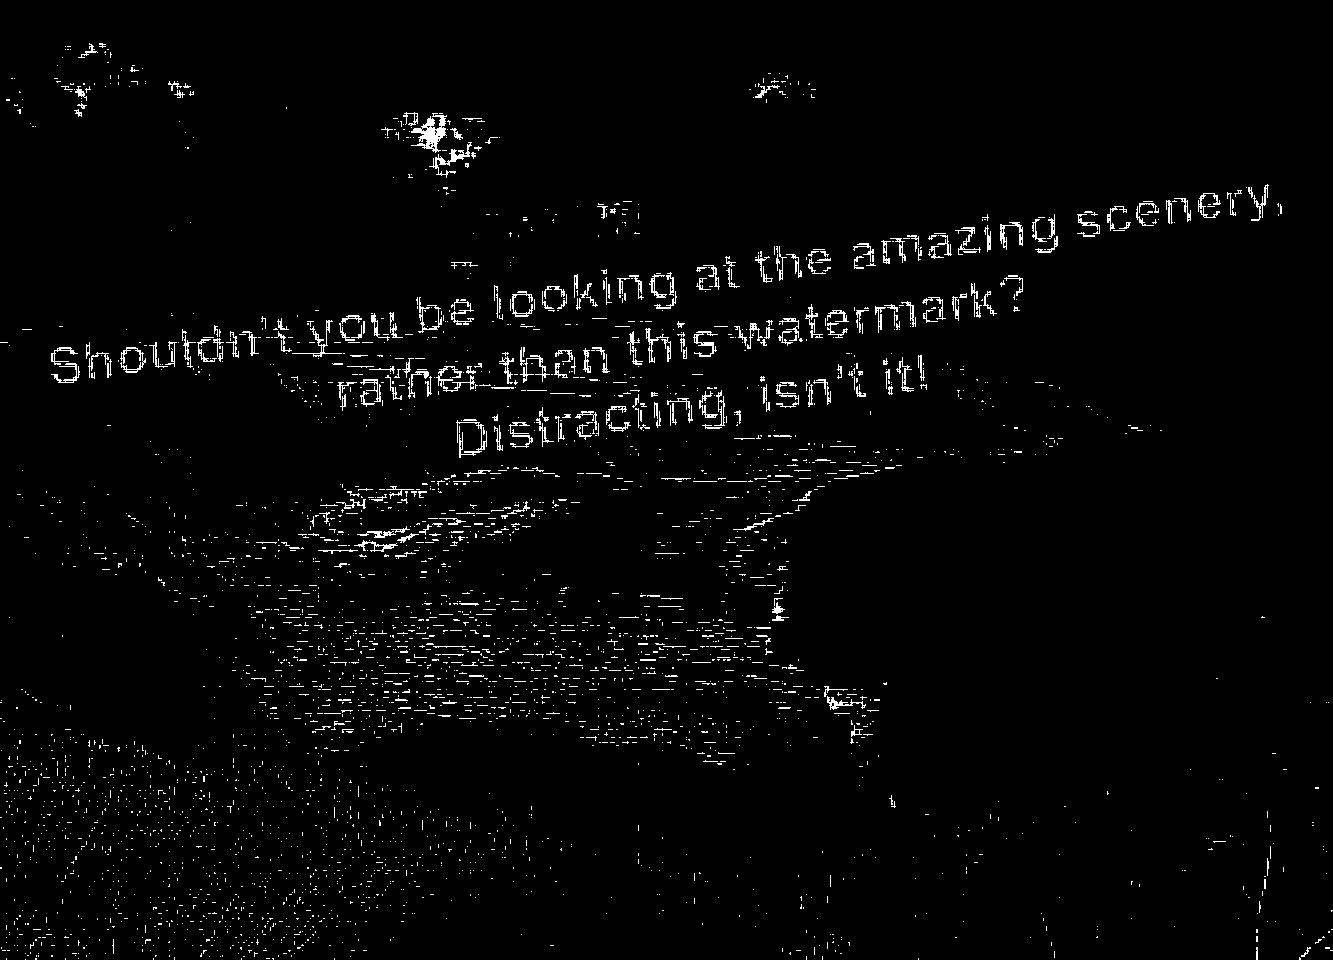 Shouldn't you be looking at the amazing scenery,
rather than this watermark?
Distracting, isn't it!